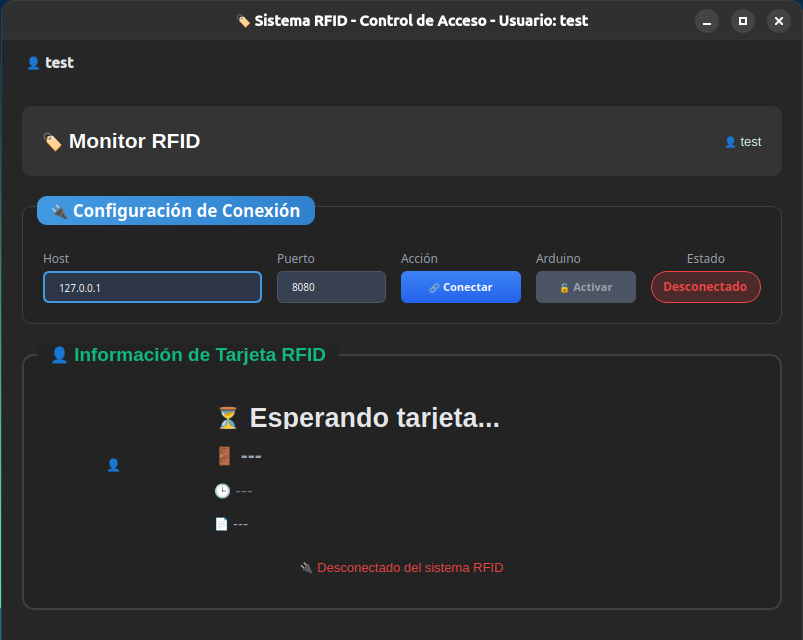 🏷️ Sistema RFID - Control de Acceso - Usuario: test
👤 test
🏷️ Monitor RFID
👤 test
🔌 Configuración de Conexión
Host Puerto Acción Arduino Estado
127.0.0.1 8080 🔗 Conectar 🔓 Activar Desconectado
👤 Información de Tarjeta RFID
⏳ Esperando tarjeta...
👤
🚪 ---
🕒 ---
📄 ---
🔌 Desconectado del sistema RFID